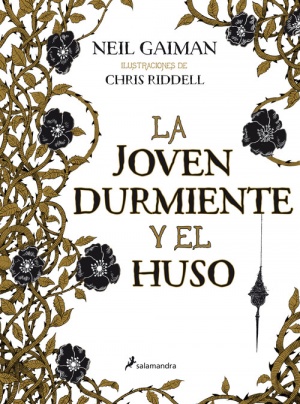 NEIL GAIMAN
ILUSTRACIONES DE
CHRIS RIDDELL
LA
JOVEN
DURMIENTE
Y EL
HUSO
salamandra